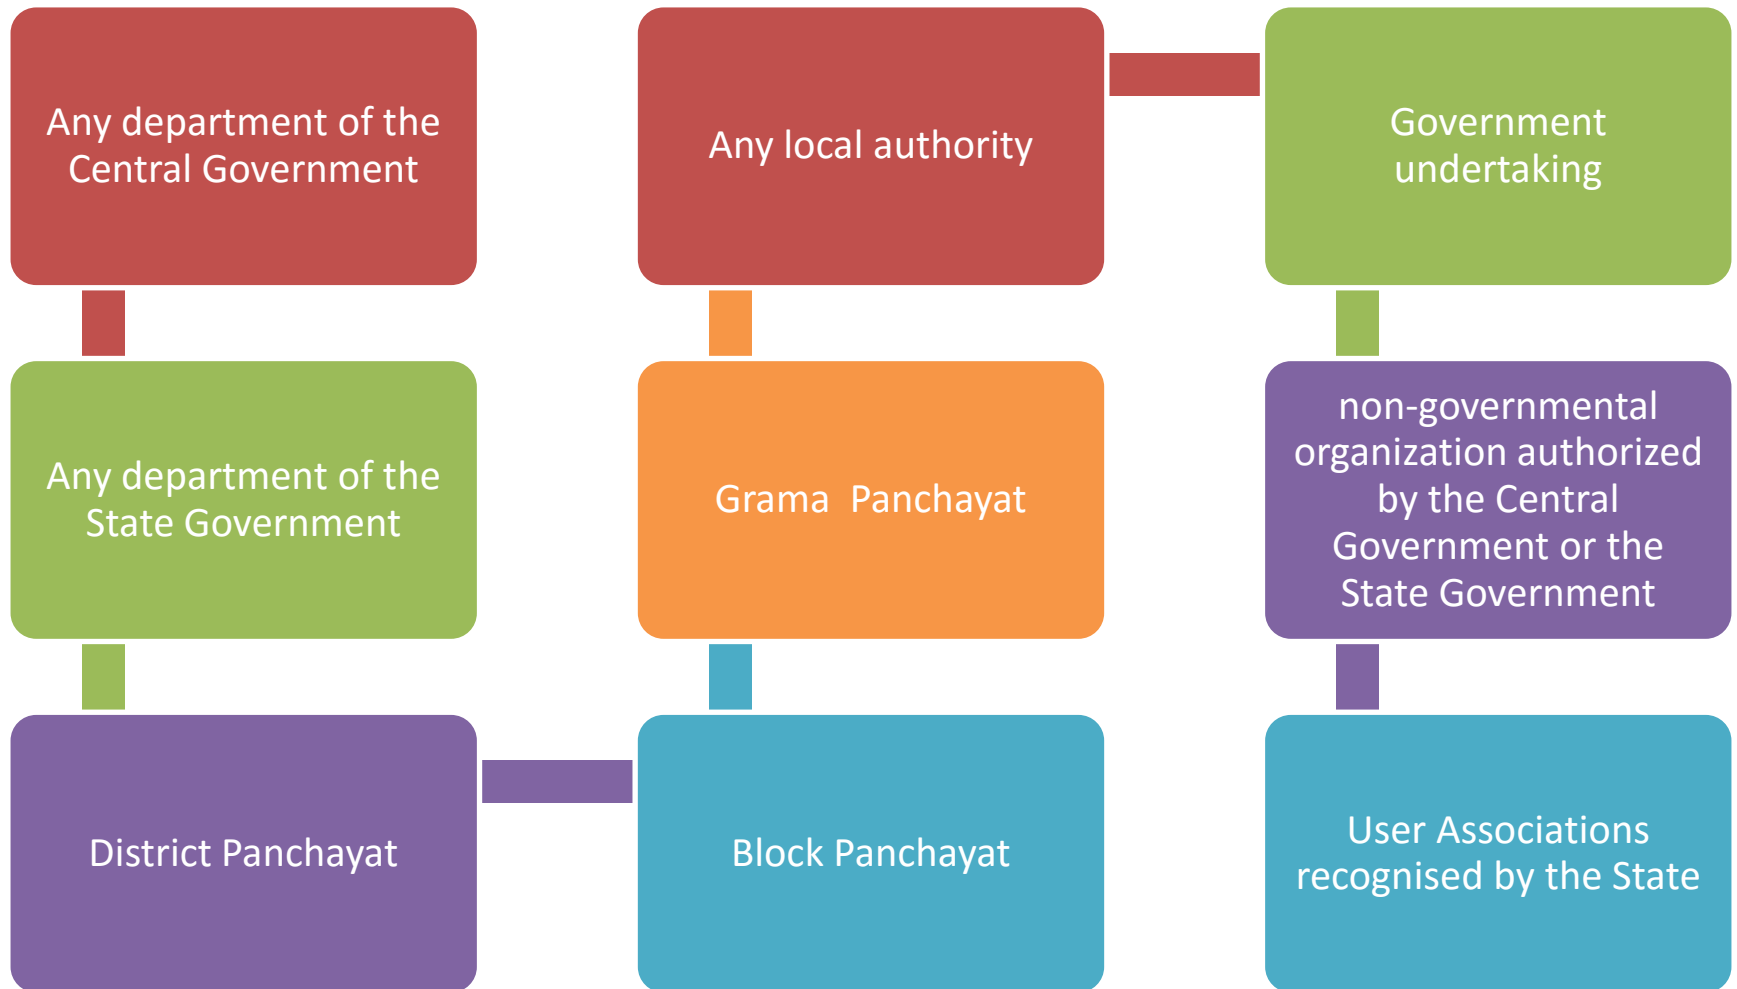 Any department of the
Central Government
Any department of the
State Government
District Panchayat
Block Panchayat
Grama  Panchayat
Any local authority
Government
undertaking
non-governmental
organization authorized
by the Central
Government or the
State Government
User Associations
recognised by the State